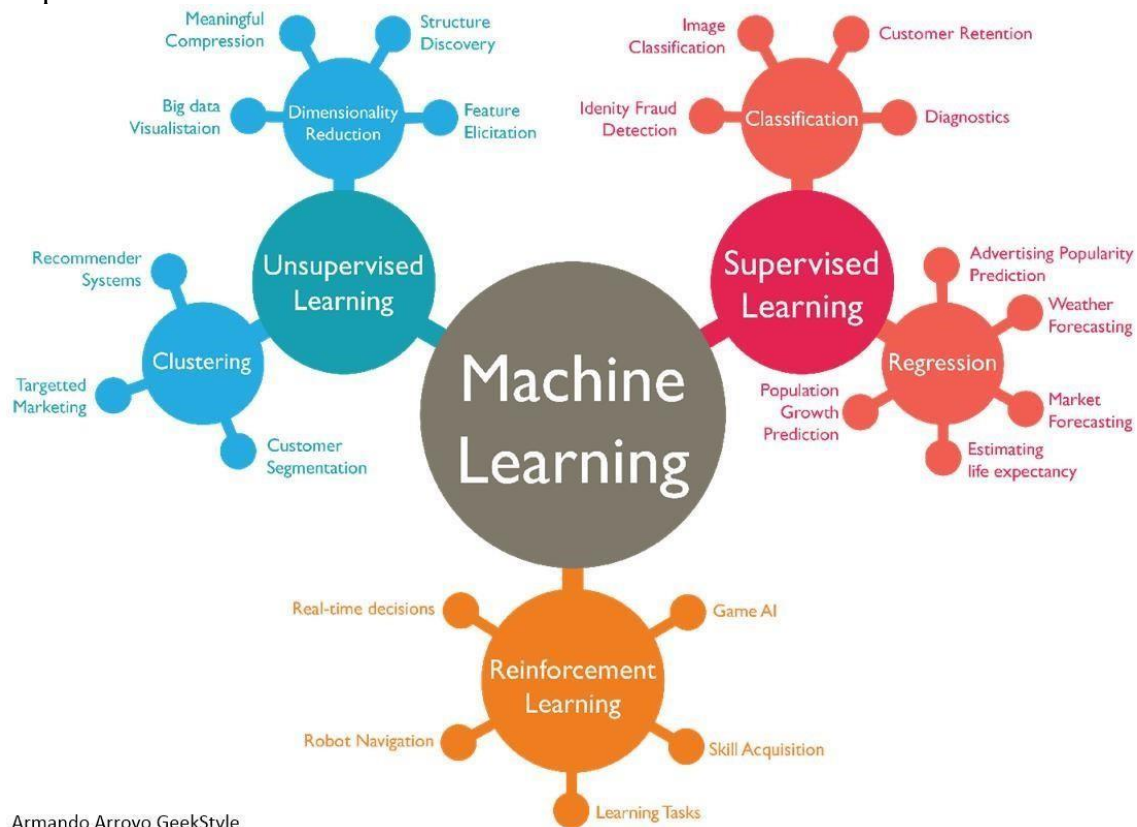 Meaningful
Compression
Structure
Discovery
Big data
Visualistaion
Dimensionality
Reduction
Feature
Elicitation
Image
Classification
Customer Retention
Idenity Fraud
Detection
Classification
Diagnostics
Recommender
Systems
Unsupervised
Learning
Clustering
Targetted
Marketing
Customer
Segmentation
Supervised
Learning
Advertising Popularity
Prediction
Weather
Forecasting
Regression
Population
Growth
Prediction
Market
Forecasting
Estimating
life expectancy
Machine
Learning
Real-time decisions
Game AI
Reinforcement
Learning
Robot Navigation
Skill Acquisition
Learning Tasks
Armando Arroyo GeekStyle